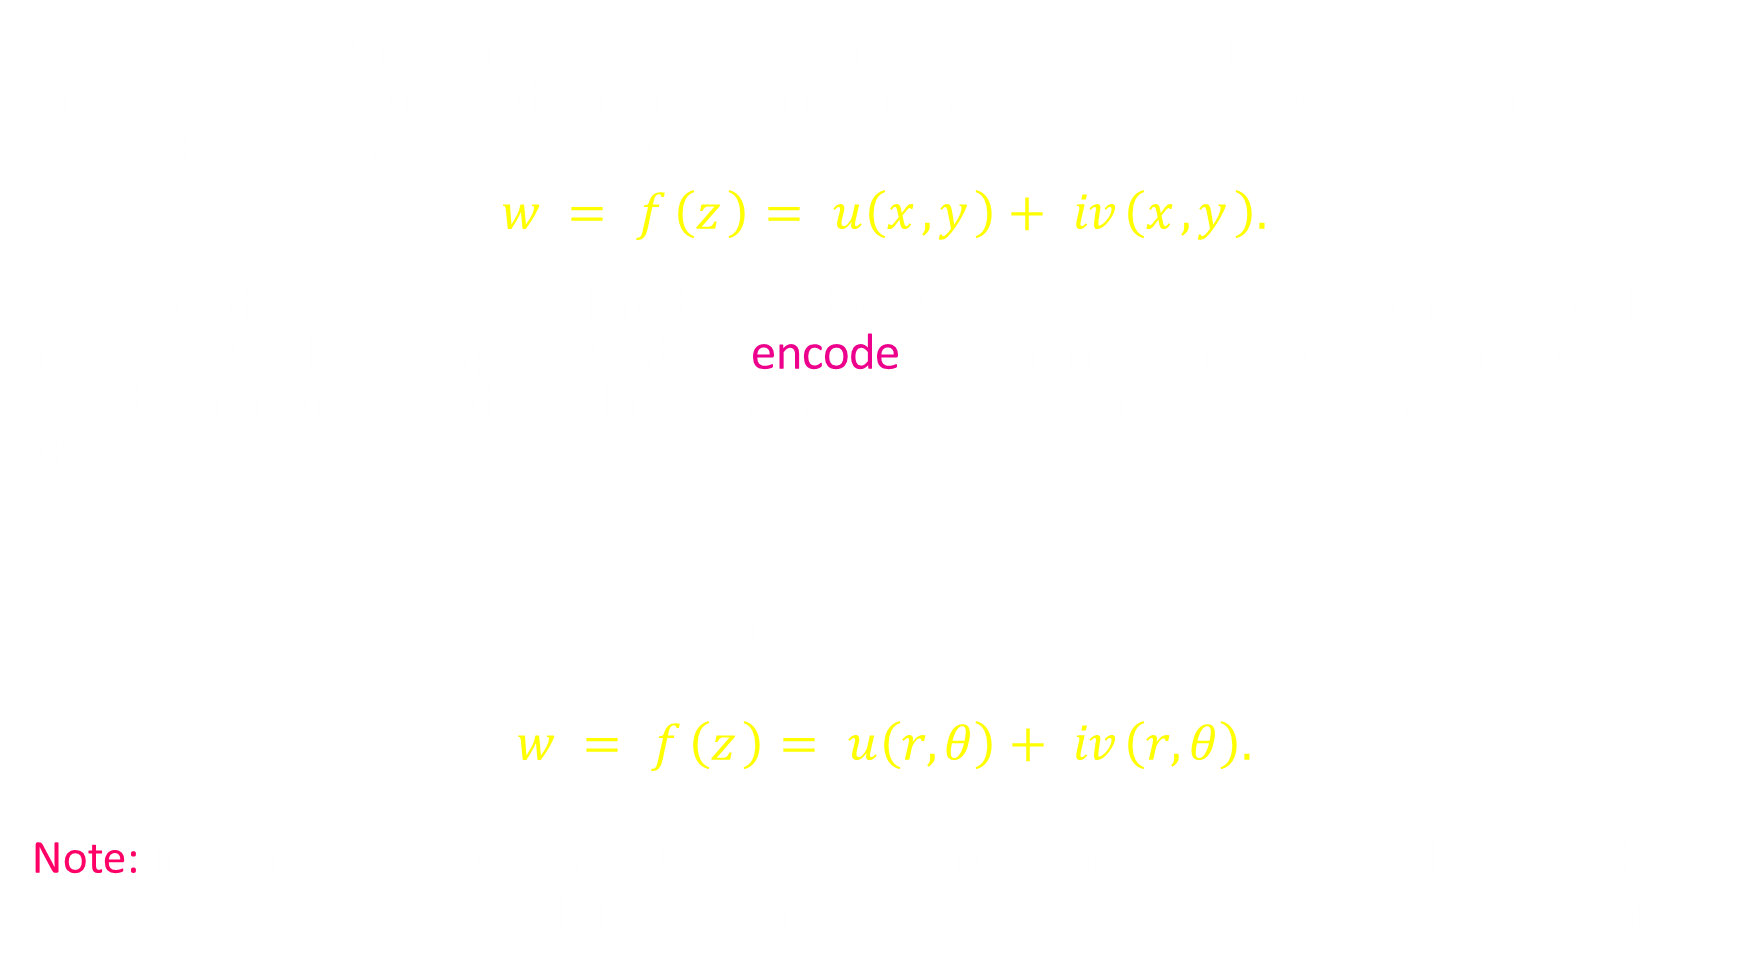 w = f(z) = u(x, y) + iv(x, y).
encode
w = f(z) = u(r, θ) + iv(r, θ).
Note: